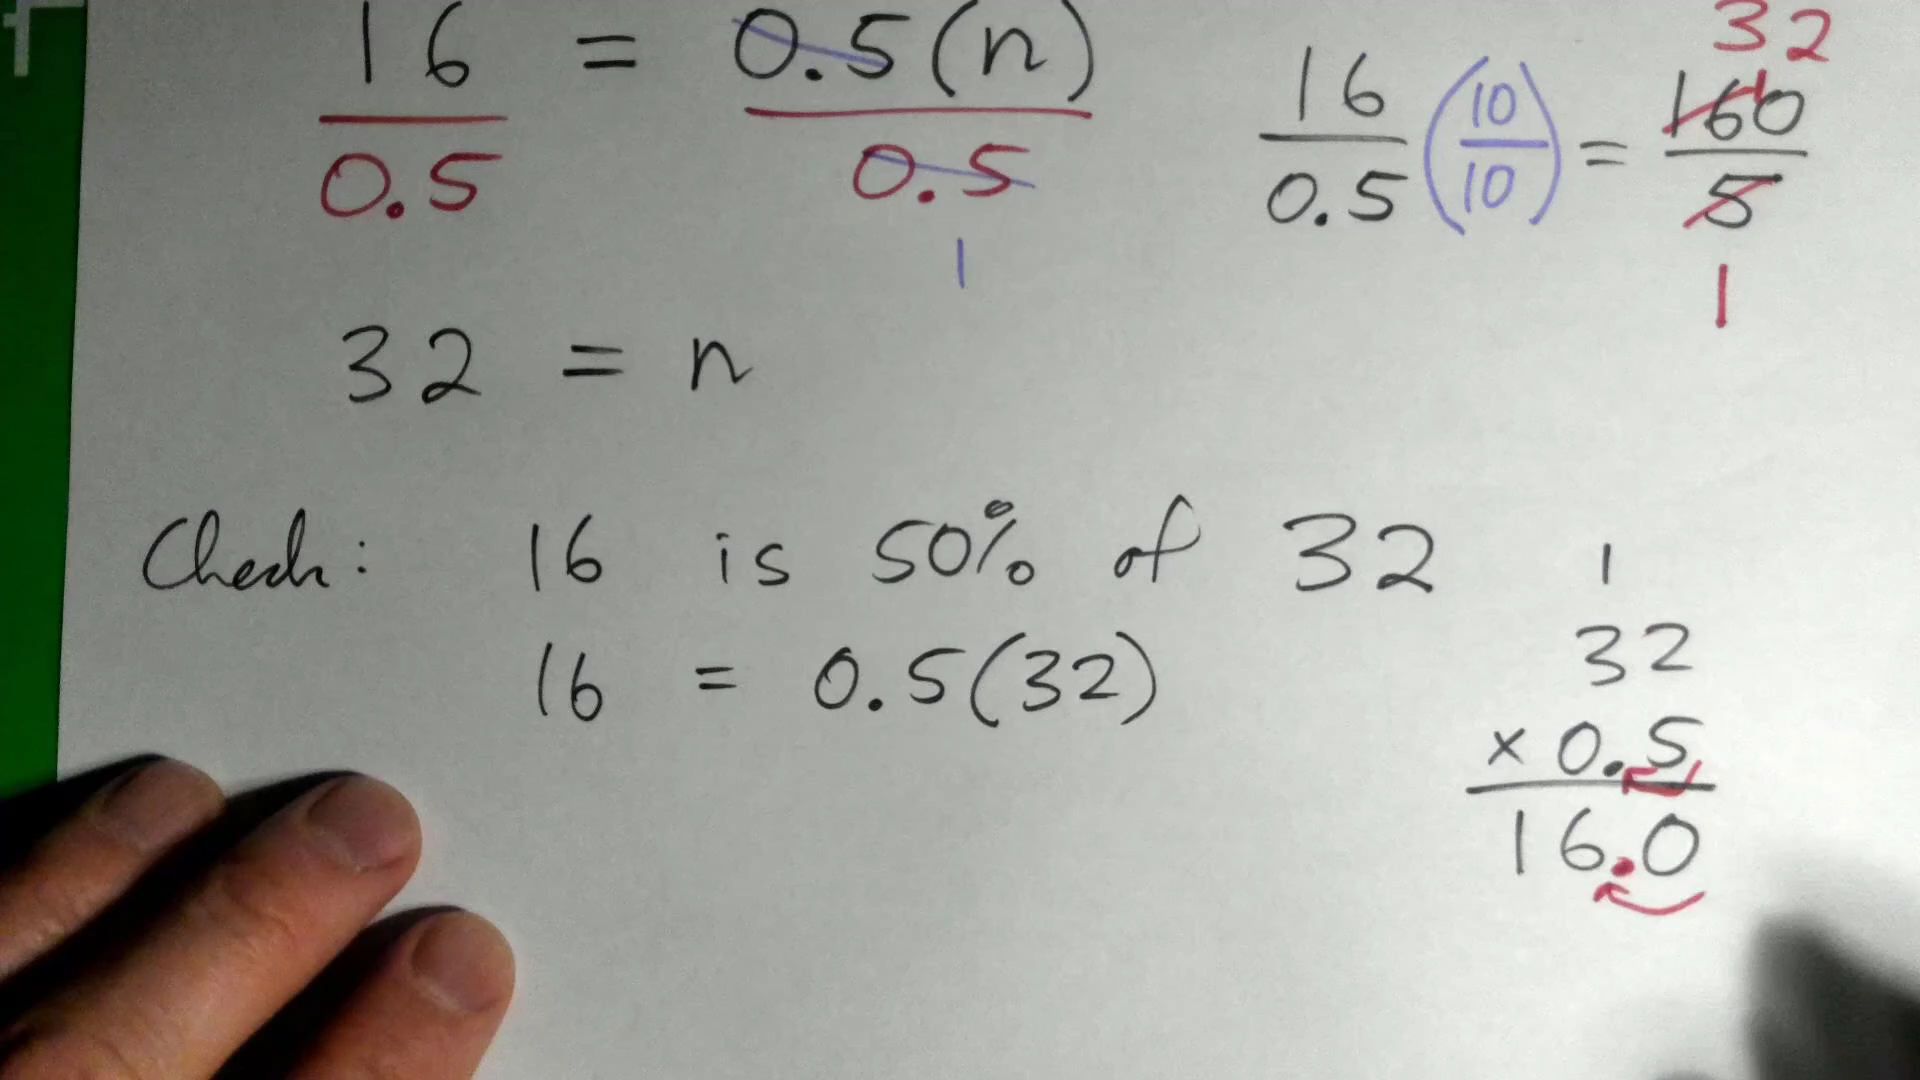 16 = 0.5(n)
0.5 0.5
1
32 = n
32
16 (10) = 160
0.5 (10) 5
1
Check: 16 is 50% of 32
16 = 0.5(32)
1
32
× 0.5
16.0